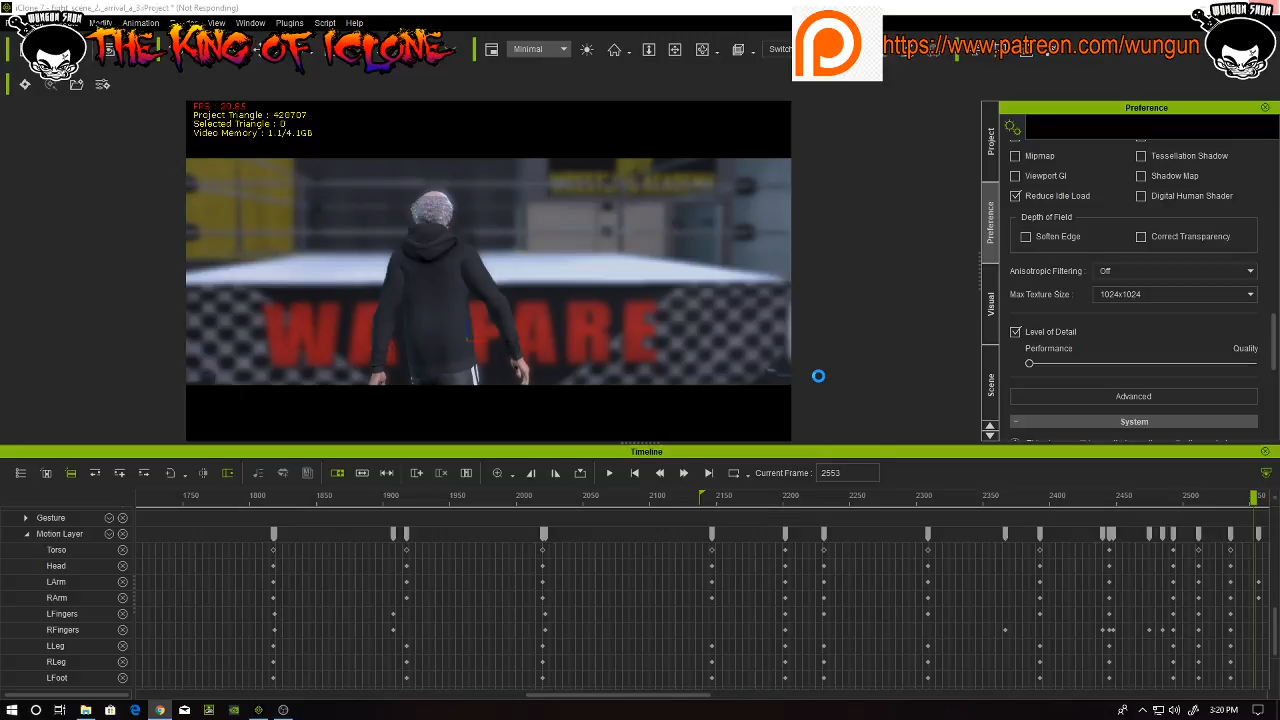 iClone 7 - fight_scene_2_arrival_a_3.iProject * (Not Responding)
Modify Animation Render View Window Plugins Script Help
WUNGUN SHUN
THE KING OF ICLONE
Minimal
Switch
https://www.patreon.com/wungun
WUNGUN SHUN
FPS : 20.85
Project Triangle : 428707
Selected Triangle : 0
Video Memory : 1.1/4.1GB
WARFARE
Project
Preference
Visual
Scene
Preference
Mipmap
Tessellation Shadow
Viewport GI
Shadow Map
Reduce Idle Load
Digital Human Shader
Depth of Field
Soften Edge
Correct Transparency
Anisotropic Filtering :
Off
Max Texture Size :
1024x1024
Level of Detail
Performance
Quality
Advanced
System
Timeline
Current Frame :
2553
1750 1800 1850 1900 1950 2000 2050 2100 2150 2200 2250 2300 2350 2400 2450 2500
Gesture
Motion Layer
Torso
Head
LArm
RArm
LFingers
RFingers
LLeg
RLeg
LFoot
3:20 PM